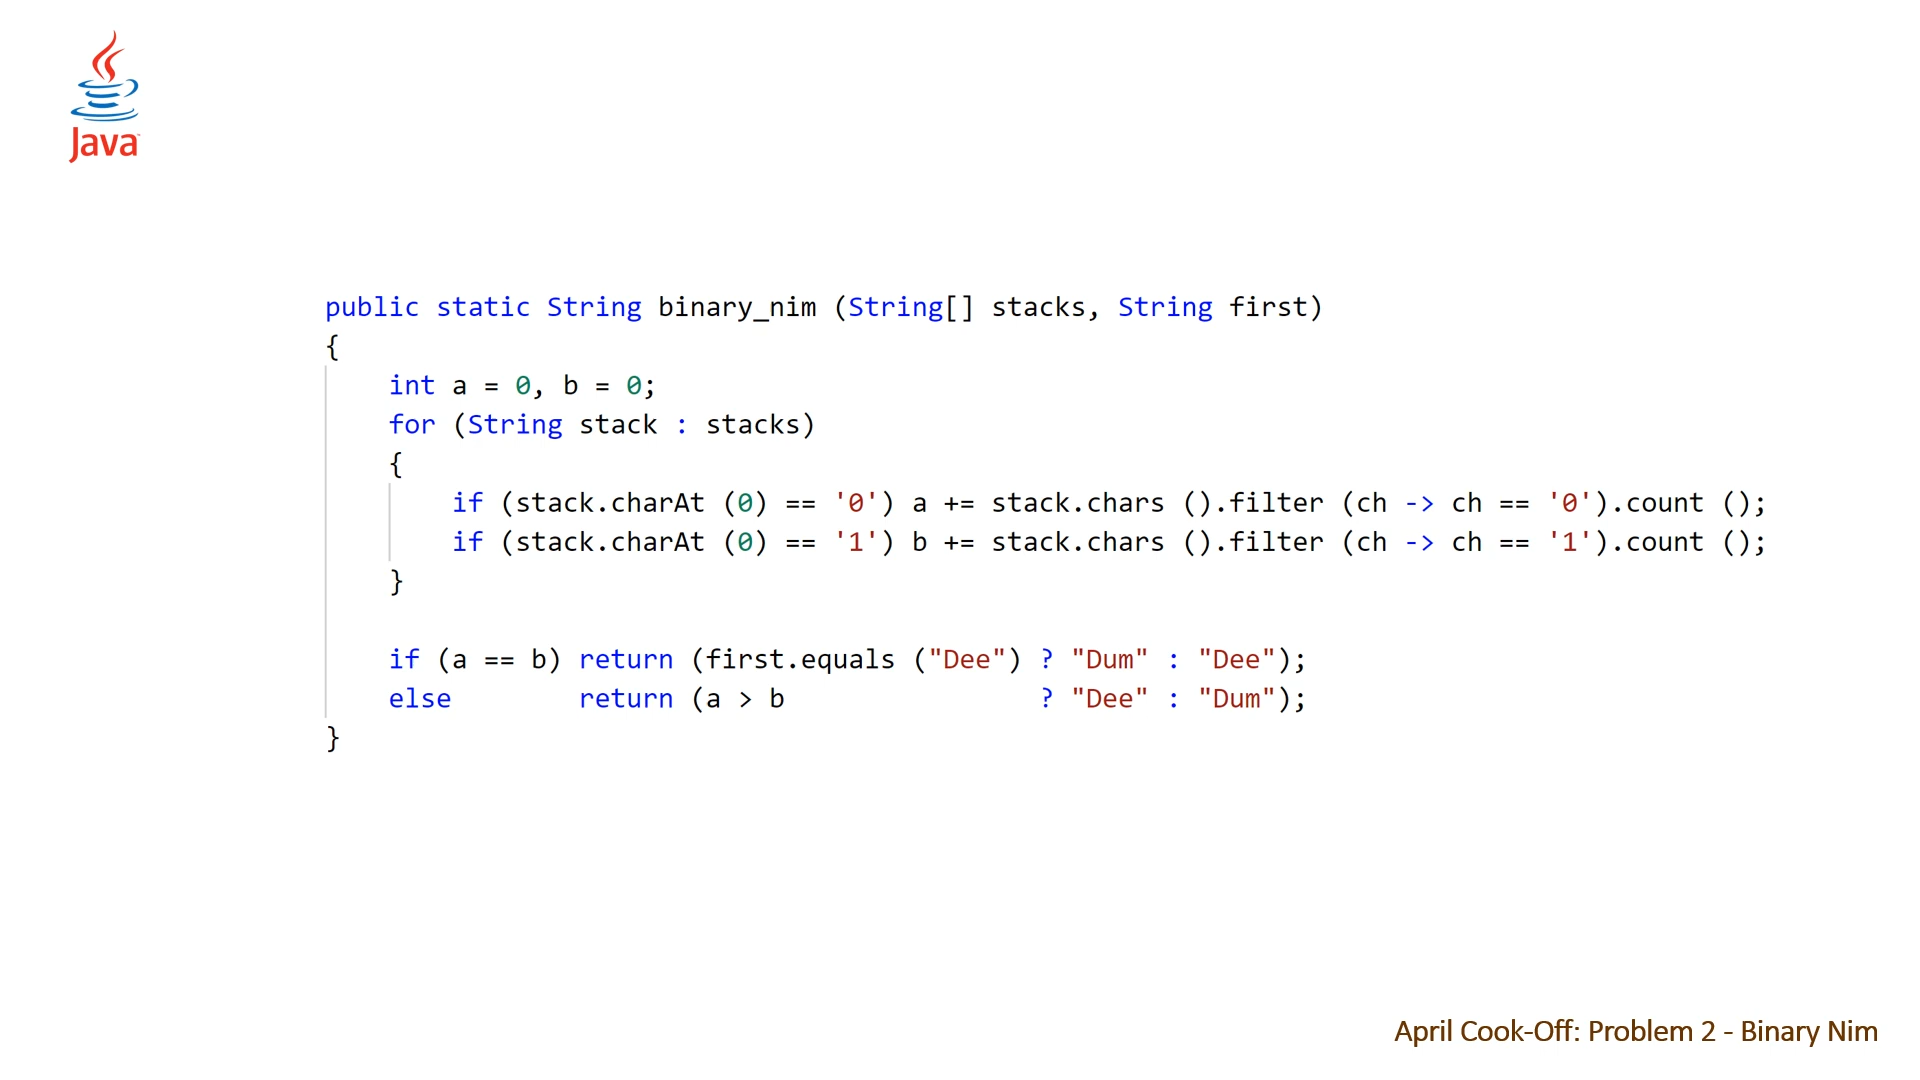 Java
public static String binary_nim (String[] stacks, String first)
{
int a = 0, b = 0;
for (String stack : stacks)
{
if (stack.charAt (0) == '0') a += stack.chars ().filter (ch -> ch == '0').count ();
if (stack.charAt (0) == '1') b += stack.chars ().filter (ch -> ch == '1').count ();
}
if (a == b) return (first.equals ("Dee") ? "Dum" : "Dee");
else return (a > b ? "Dee" : "Dum");
}
April Cook-Off: Problem 2 - Binary Nim